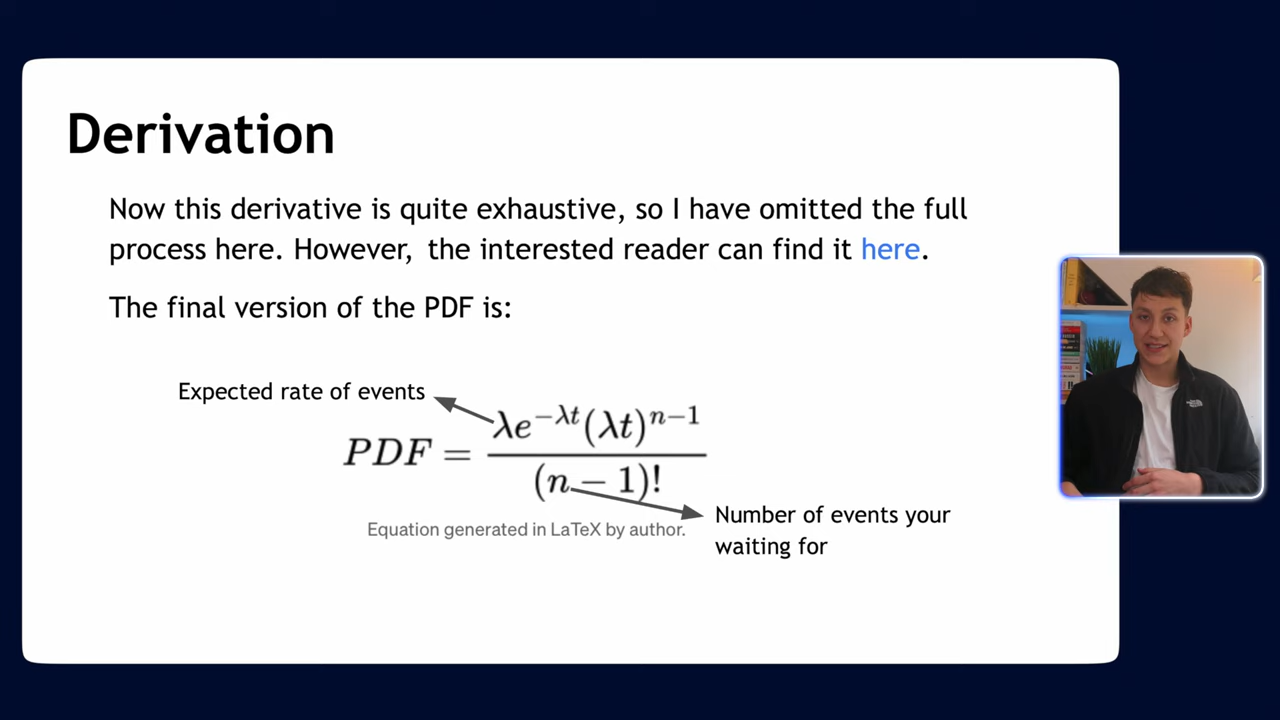 Derivation
Now this derivative is quite exhaustive, so I have omitted the full
process here. However, the interested reader can find it here.
The final version of the PDF is:
Expected rate of events
PDF = λe^{−λt}(λt)^{n−1} / (n − 1)!
Equation generated in LaTeX by author.
Number of events your
waiting for